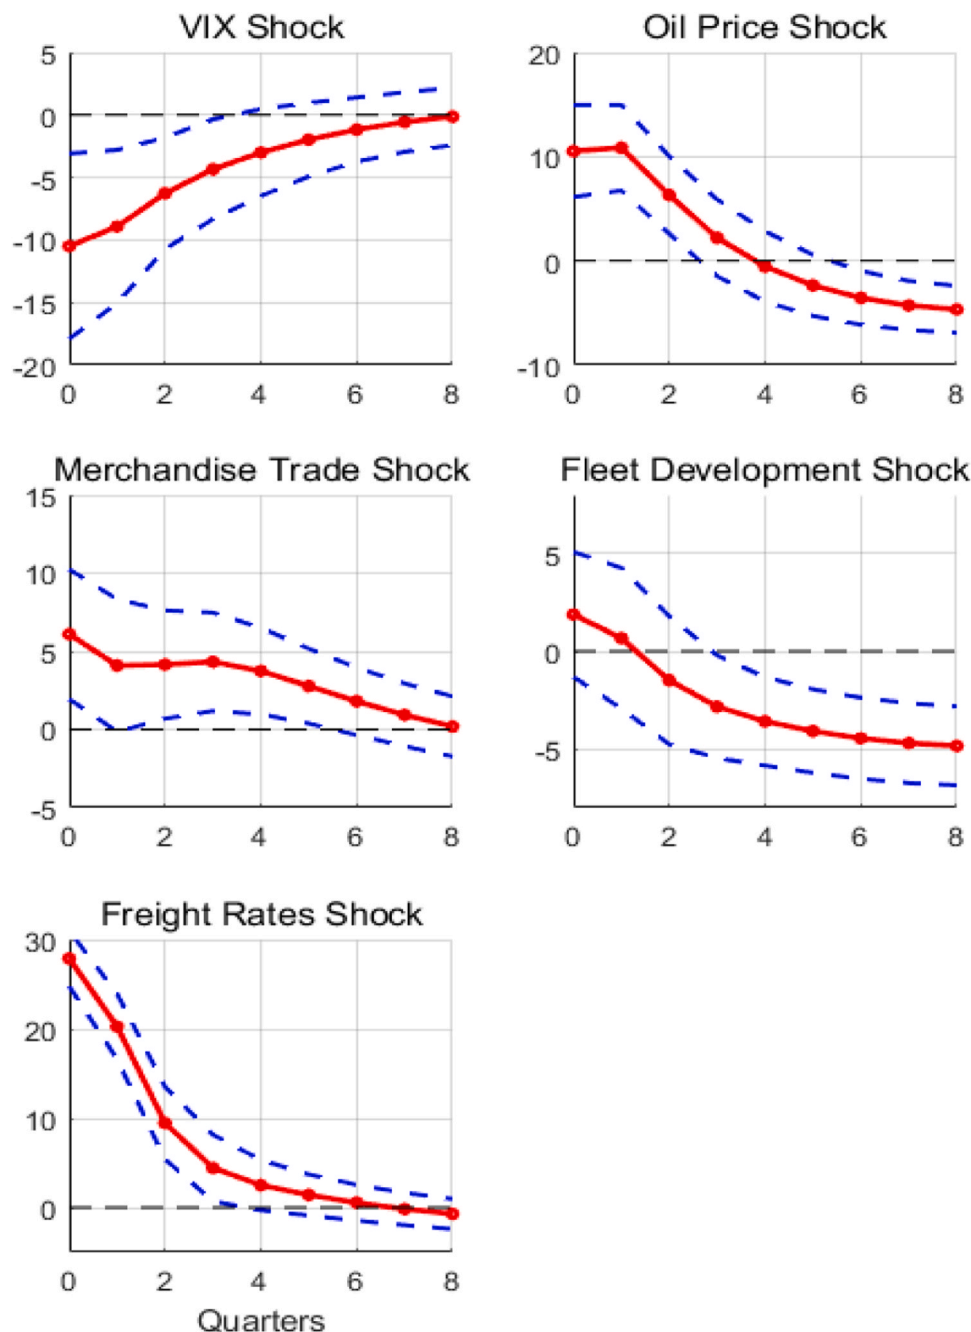 VIX Shock
5
0
-5
-10
-15
-20
0 2 4 6 8
Oil Price Shock
20
10
0
-10
0 2 4 6 8
Merchandise Trade Shock
15
10
5
0
-5
0 2 4 6 8
Fleet Development Shock
5
0
-5
0 2 4 6 8
Freight Rates Shock
30
20
10
0
0 2 4 6 8
Quarters